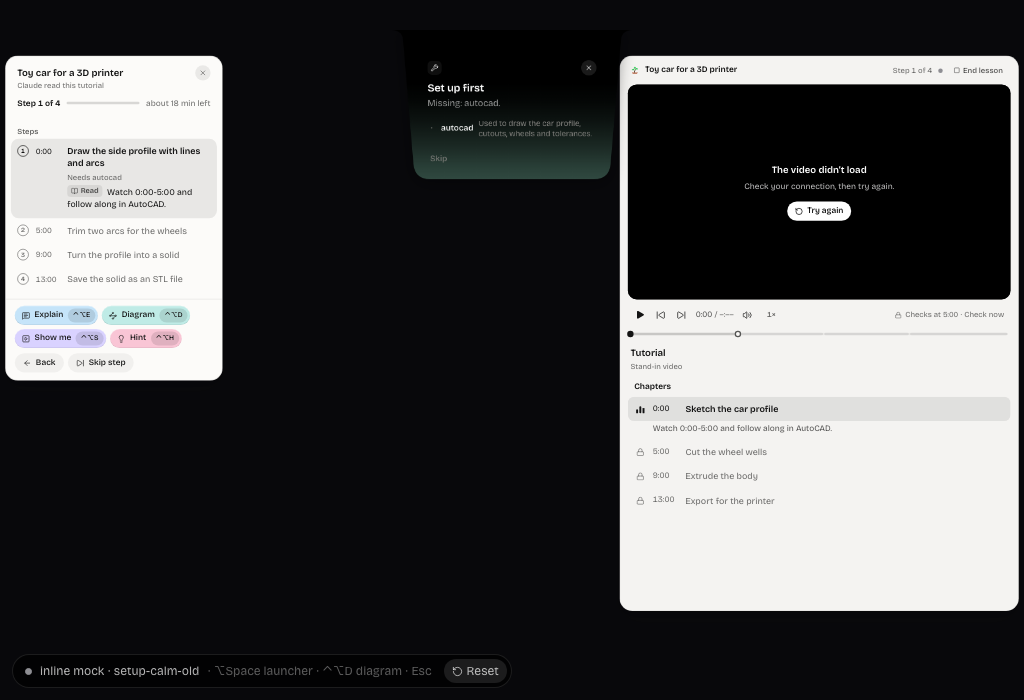 Toy car for a 3D printer
Claude read this tutorial
Step 1 of 4 about 18 min left
Steps
1 0:00 Draw the side profile with lines
and arcs
Needs autocad
Read Watch 0:00-5:00 and
follow along in AutoCAD.
2 5:00 Trim two arcs for the wheels
3 9:00 Turn the profile into a solid
4 13:00 Save the solid as an STL file
Explain ^⌥E Diagram ^⌥D
Show me ^⌥S Hint ^⌥H
Back Skip step
Set up first
Missing: autocad.
· autocad Used to draw the car profile,
cutouts, wheels and tolerances.
Skip
Toy car for a 3D printer Step 1 of 4 End lesson
The video didn't load
Check your connection, then try again.
Try again
0:00 / –:–– 1× Checks at 5:00 · Check now
Tutorial
Stand-in video
Chapters
0:00 Sketch the car profile
Watch 0:00-5:00 and follow along in AutoCAD.
5:00 Cut the wheel wells
9:00 Extrude the body
13:00 Export for the printer
inline mock · setup-calm-old · ⌥Space launcher · ^⌥D diagram · Esc Reset